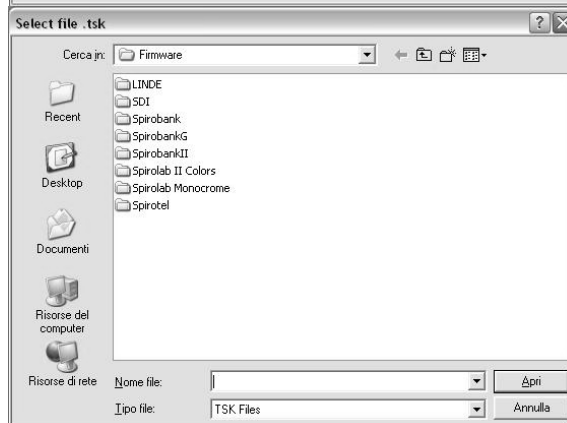 Select file .tsk
Cerca in: Firmware
LINDE
SDI
Spirobank
SpirobankG
SpirobankII
Spirolab II Colors
Spirolab Monocrome
Spirotel
Recent
Desktop
Documenti
Risorse del
computer
Risorse di rete
Nome file:
Apri
Tipo file: TSK Files
Annulla